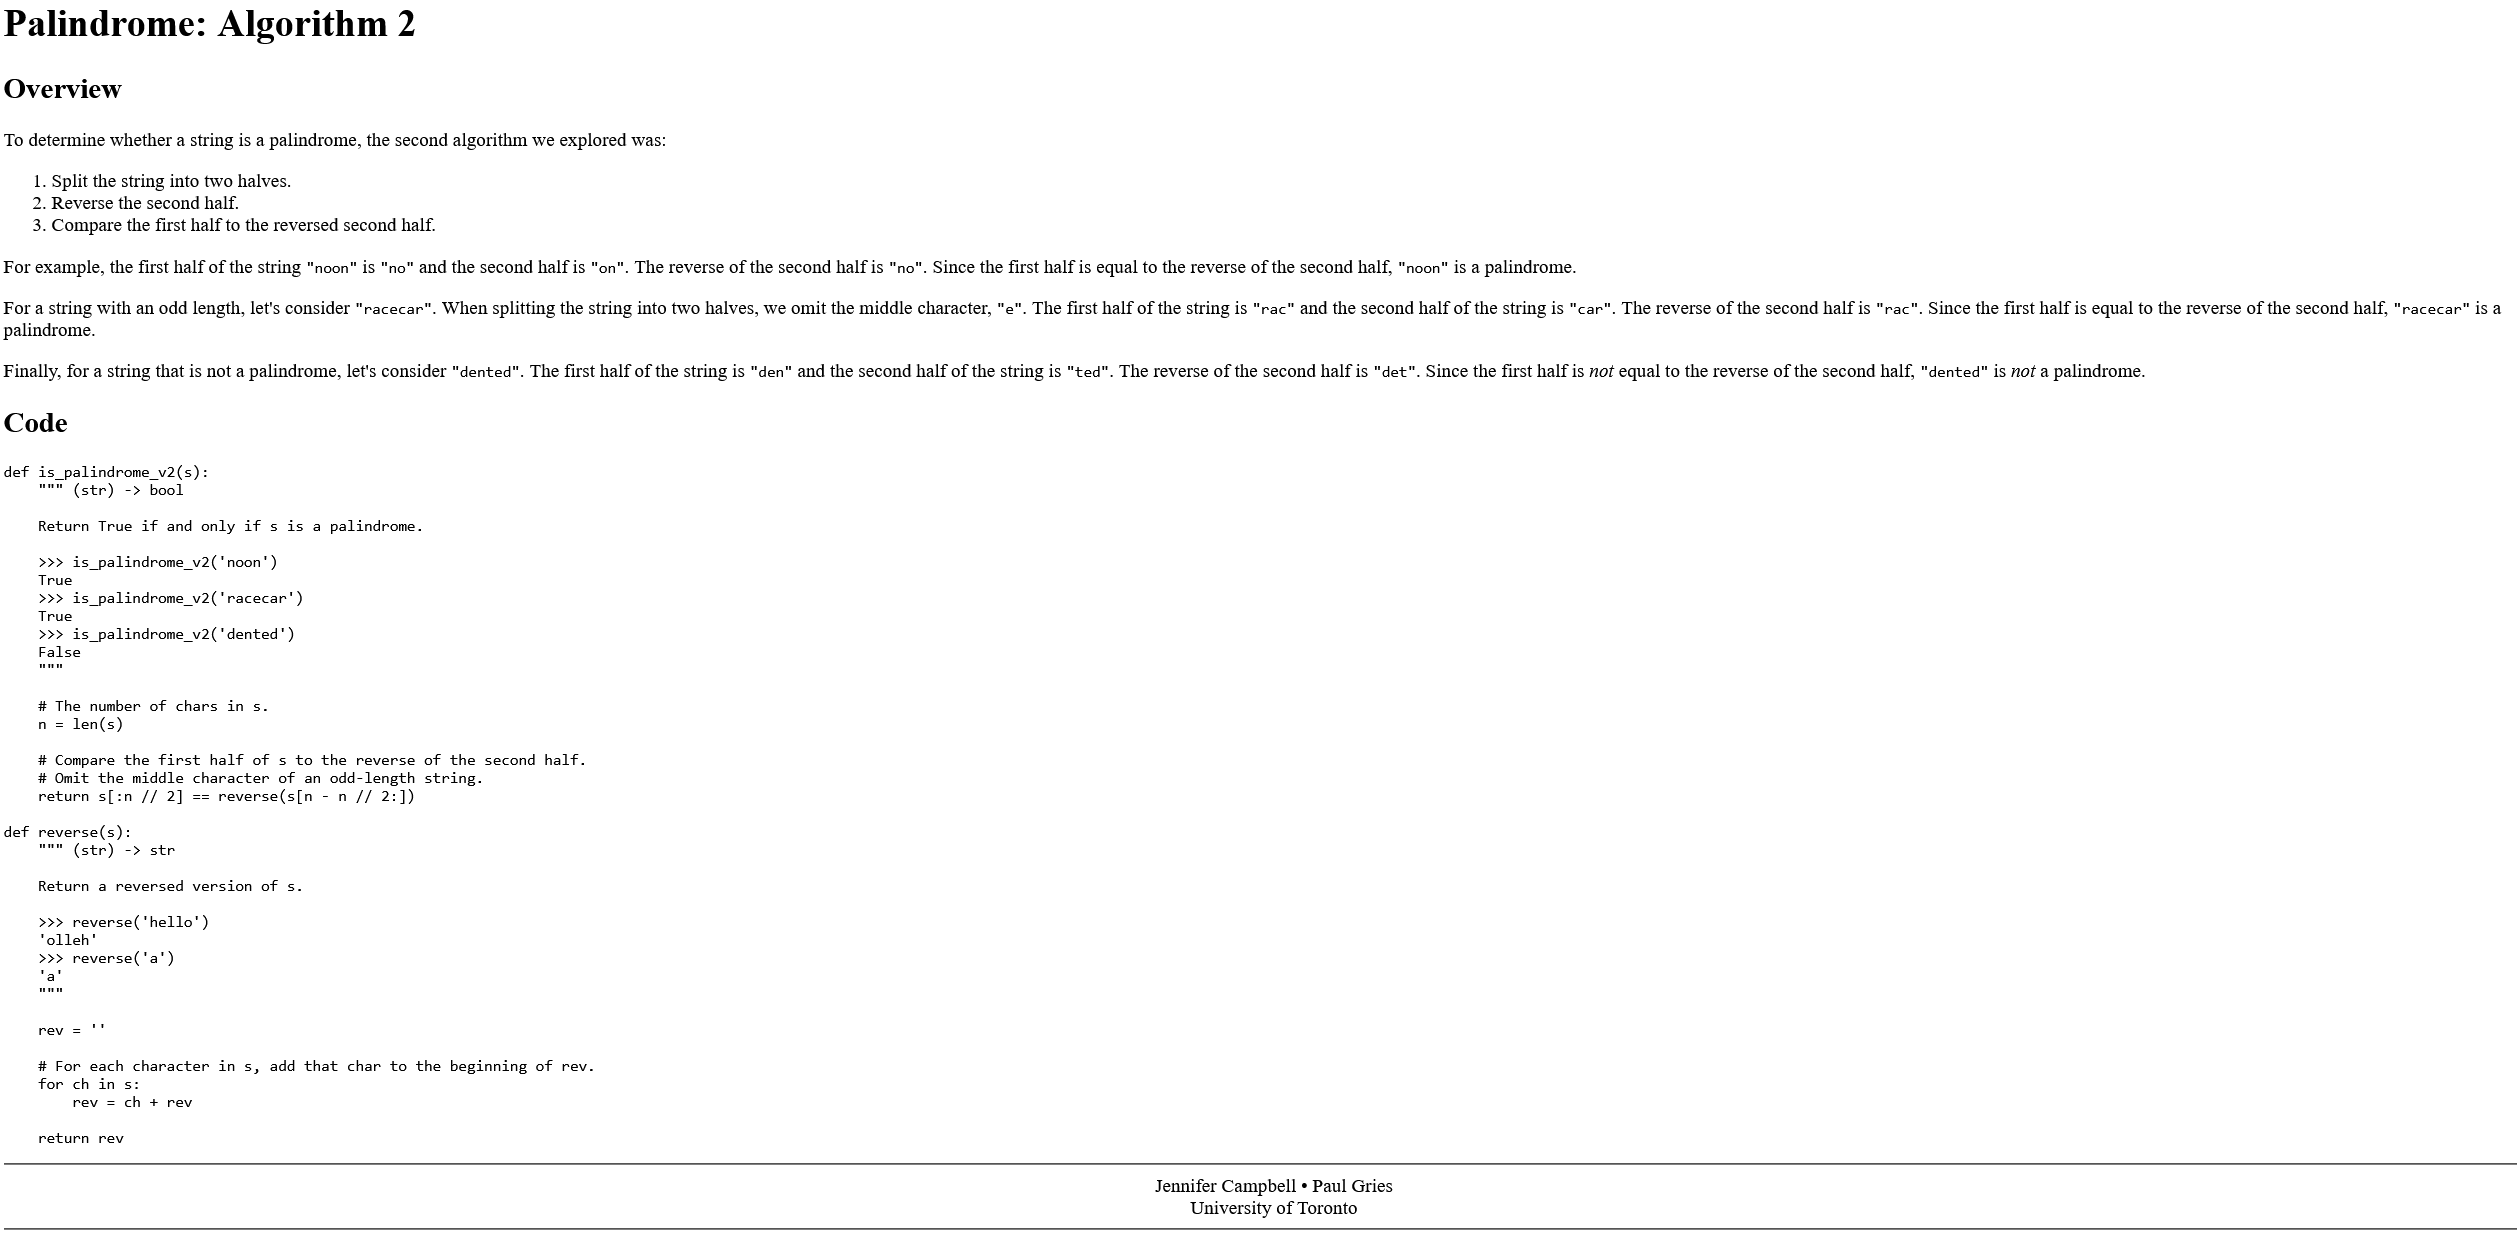 Palindrome: Algorithm 2
Overview
To determine whether a string is a palindrome, the second algorithm we explored was:
1. Split the string into two halves.
2. Reverse the second half.
3. Compare the first half to the reversed second half.
For example, the first half of the string "noon" is "no" and the second half is "on". The reverse of the second half is "no". Since the first half is equal to the reverse of the second half, "noon" is a palindrome.
For a string with an odd length, let's consider "racecar". When splitting the string into two halves, we omit the middle character, "e". The first half of the string is "rac" and the second half of the string is "car". The reverse of the second half is "rac". Since the first half is equal to the reverse of the second half, "racecar" is a
palindrome.
Finally, for a string that is not a palindrome, let's consider "dented". The first half of the string is "den" and the second half of the string is "ted". The reverse of the second half is "det". Since the first half is not equal to the reverse of the second half, "dented" is not a palindrome.
Code
def is_palindrome_v2(s):
    """ (str) -> bool
    Return True if and only if s is a palindrome.
    >>> is_palindrome_v2('noon')
    True
    >>> is_palindrome_v2('racecar')
    True
    >>> is_palindrome_v2('dented')
    False
    """
    # The number of chars in s.
    n = len(s)
    # Compare the first half of s to the reverse of the second half.
    # Omit the middle character of an odd-length string.
    return s[:n // 2] == reverse(s[n - n // 2:])
def reverse(s):
    """ (str) -> str
    Return a reversed version of s.
    >>> reverse('hello')
    'olleh'
    >>> reverse('a')
    'a'
    """
    rev = ''
    # For each character in s, add that char to the beginning of rev.
    for ch in s:
        rev = ch + rev
    return rev
Jennifer Campbell • Paul Gries
University of Toronto